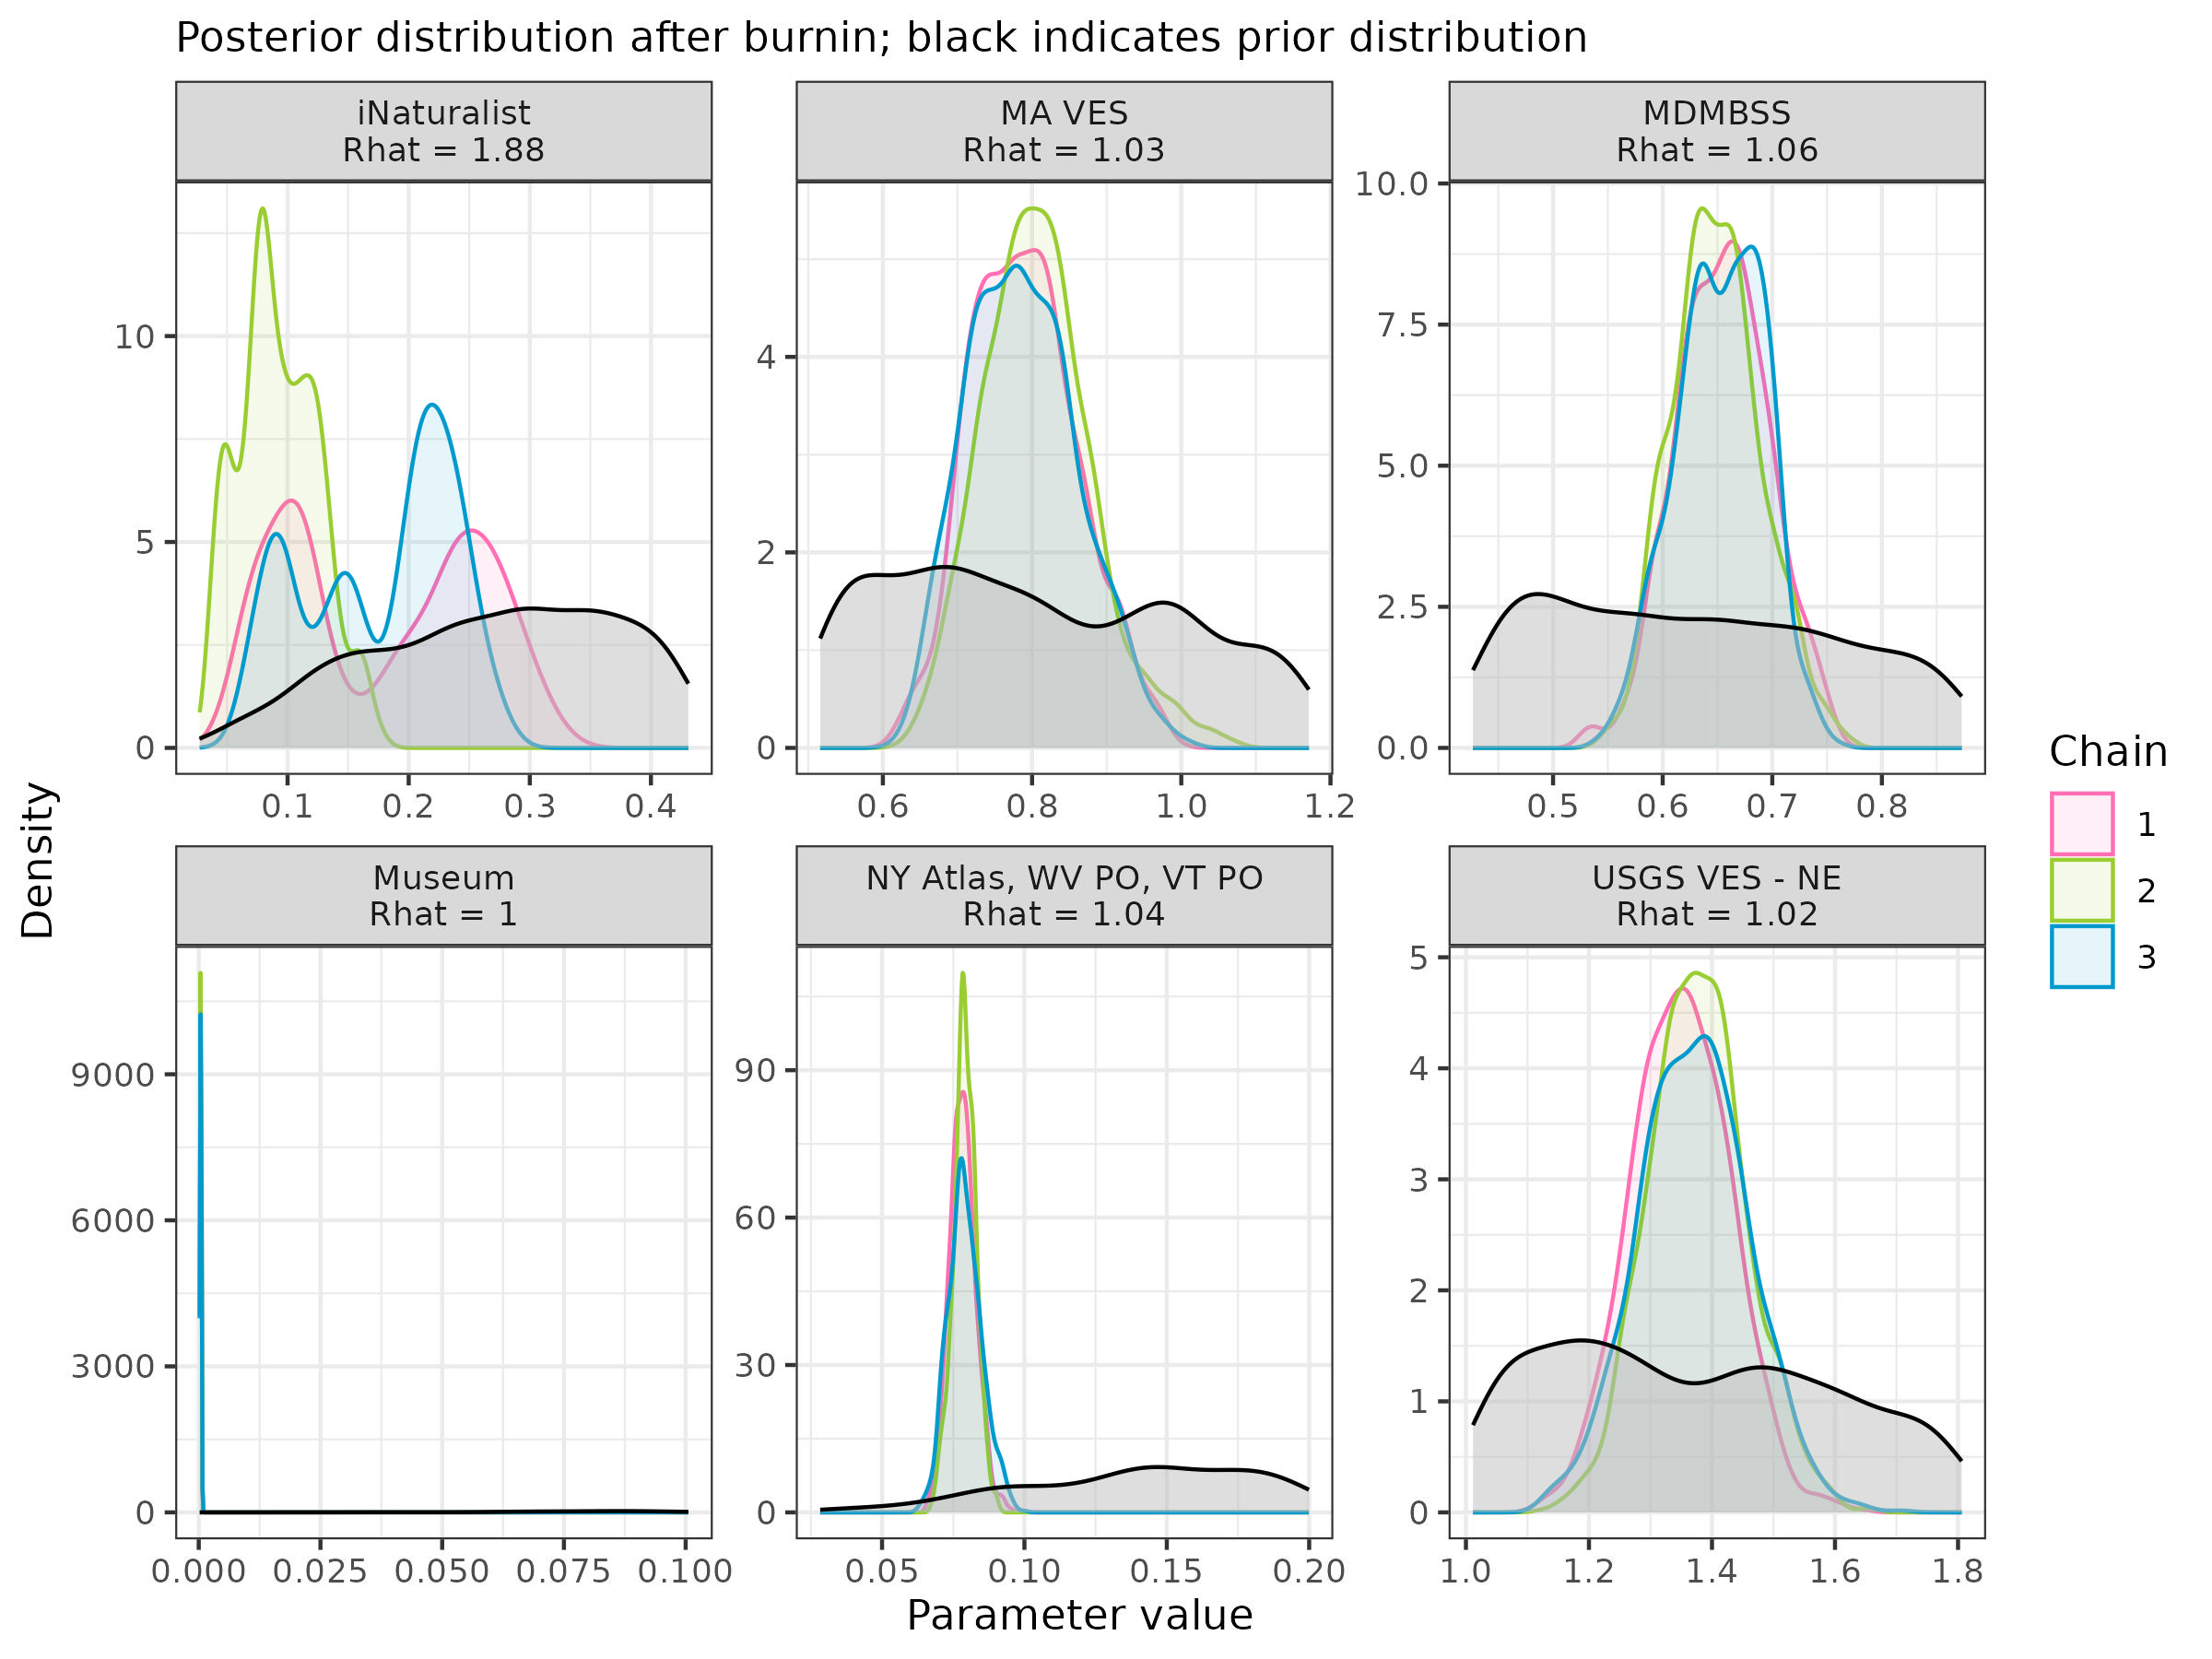 Posterior distribution after burnin; black indicates prior distribution
iNaturalist
Rhat = 1.88
MA VES
Rhat = 1.03
MDMBSS
Rhat = 1.06
10
5
0
0.1 0.2 0.3 0.4
4
2
0
0.6 0.8 1.0 1.2
10.0
7.5
5.0
2.5
0.0
0.5 0.6 0.7 0.8
Museum
Rhat = 1
NY Atlas, WV PO, VT PO
Rhat = 1.04
USGS VES - NE
Rhat = 1.02
9000
6000
3000
0
0.000 0.025 0.050 0.075 0.100
90
60
30
0
0.05 0.10 0.15 0.20
5
4
3
2
1
0
1.0 1.2 1.4 1.6 1.8
Density
Parameter value
Chain
1
2
3